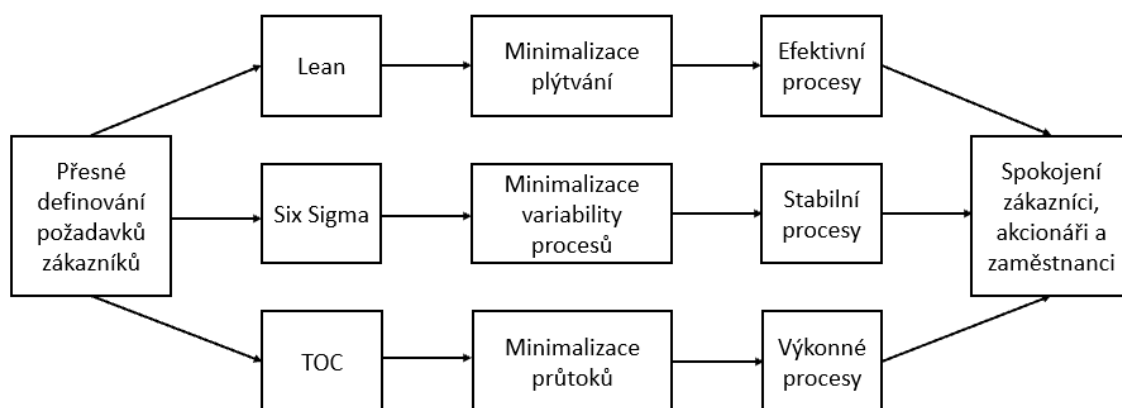 Přesné
definování
požadavků
zákazníků
Lean
Minimalizace
plýtvání
Efektivní
procesy
Six Sigma
Minimalizace
variability
procesů
Stabilní
procesy
TOC
Minimalizace
průtoků
Výkonné
procesy
Spokojení
zákazníci,
akcionáři a
zaměstnanci